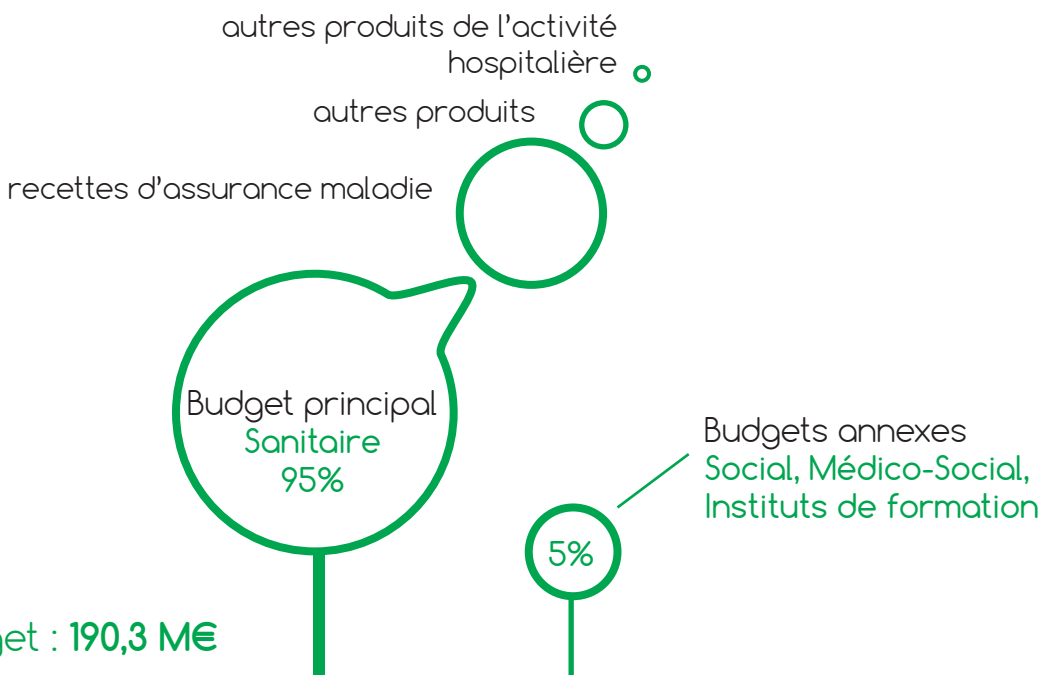 autres produits de l'activité
hospitalière
autres produits
recettes d'assurance maladie
Budget principal
Sanitaire
95%
Budgets annexes
Social, Médico-Social,
Instituts de formation
5%
get : 190,3 M€